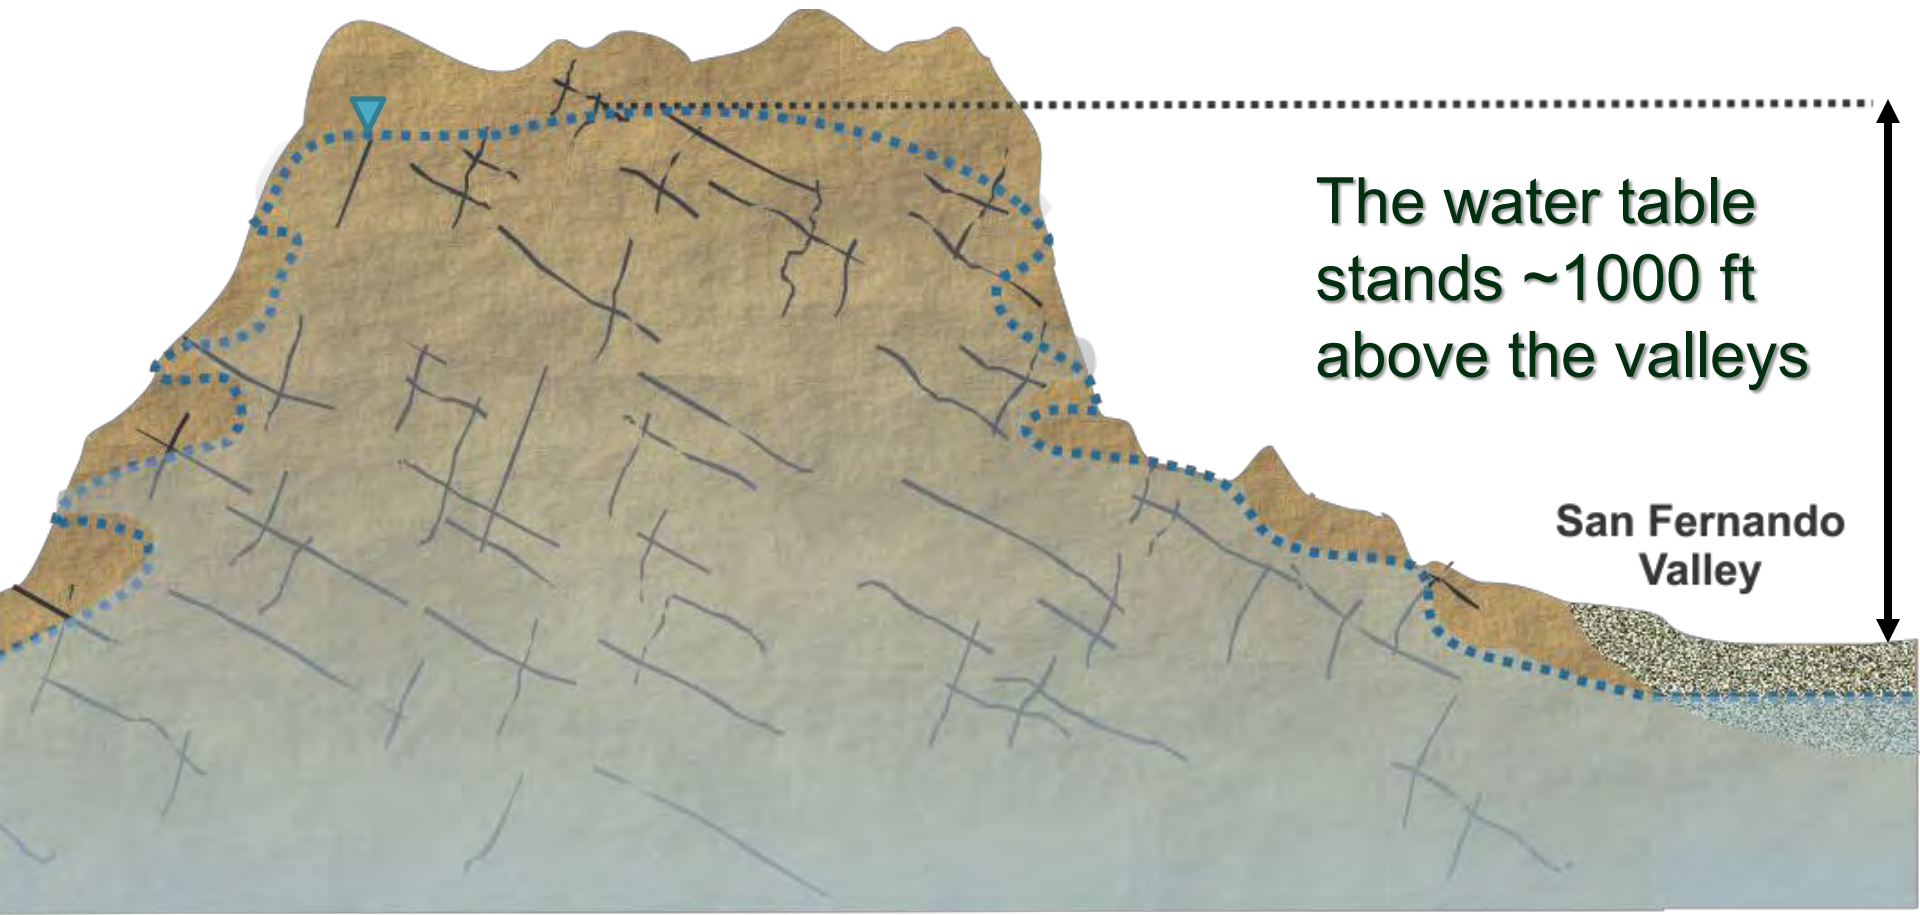 The water table
stands ~1000 ft
above the valleys
San Fernando
Valley